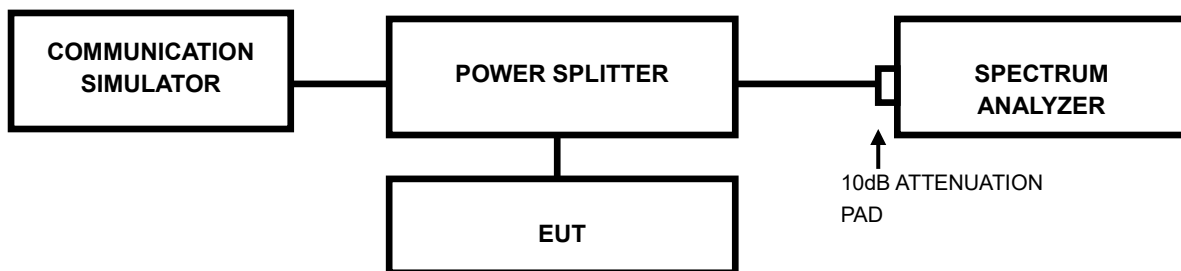 COMMUNICATION
SIMULATOR
POWER SPLITTER
SPECTRUM
ANALYZER
10dB ATTENUATION
PAD
EUT